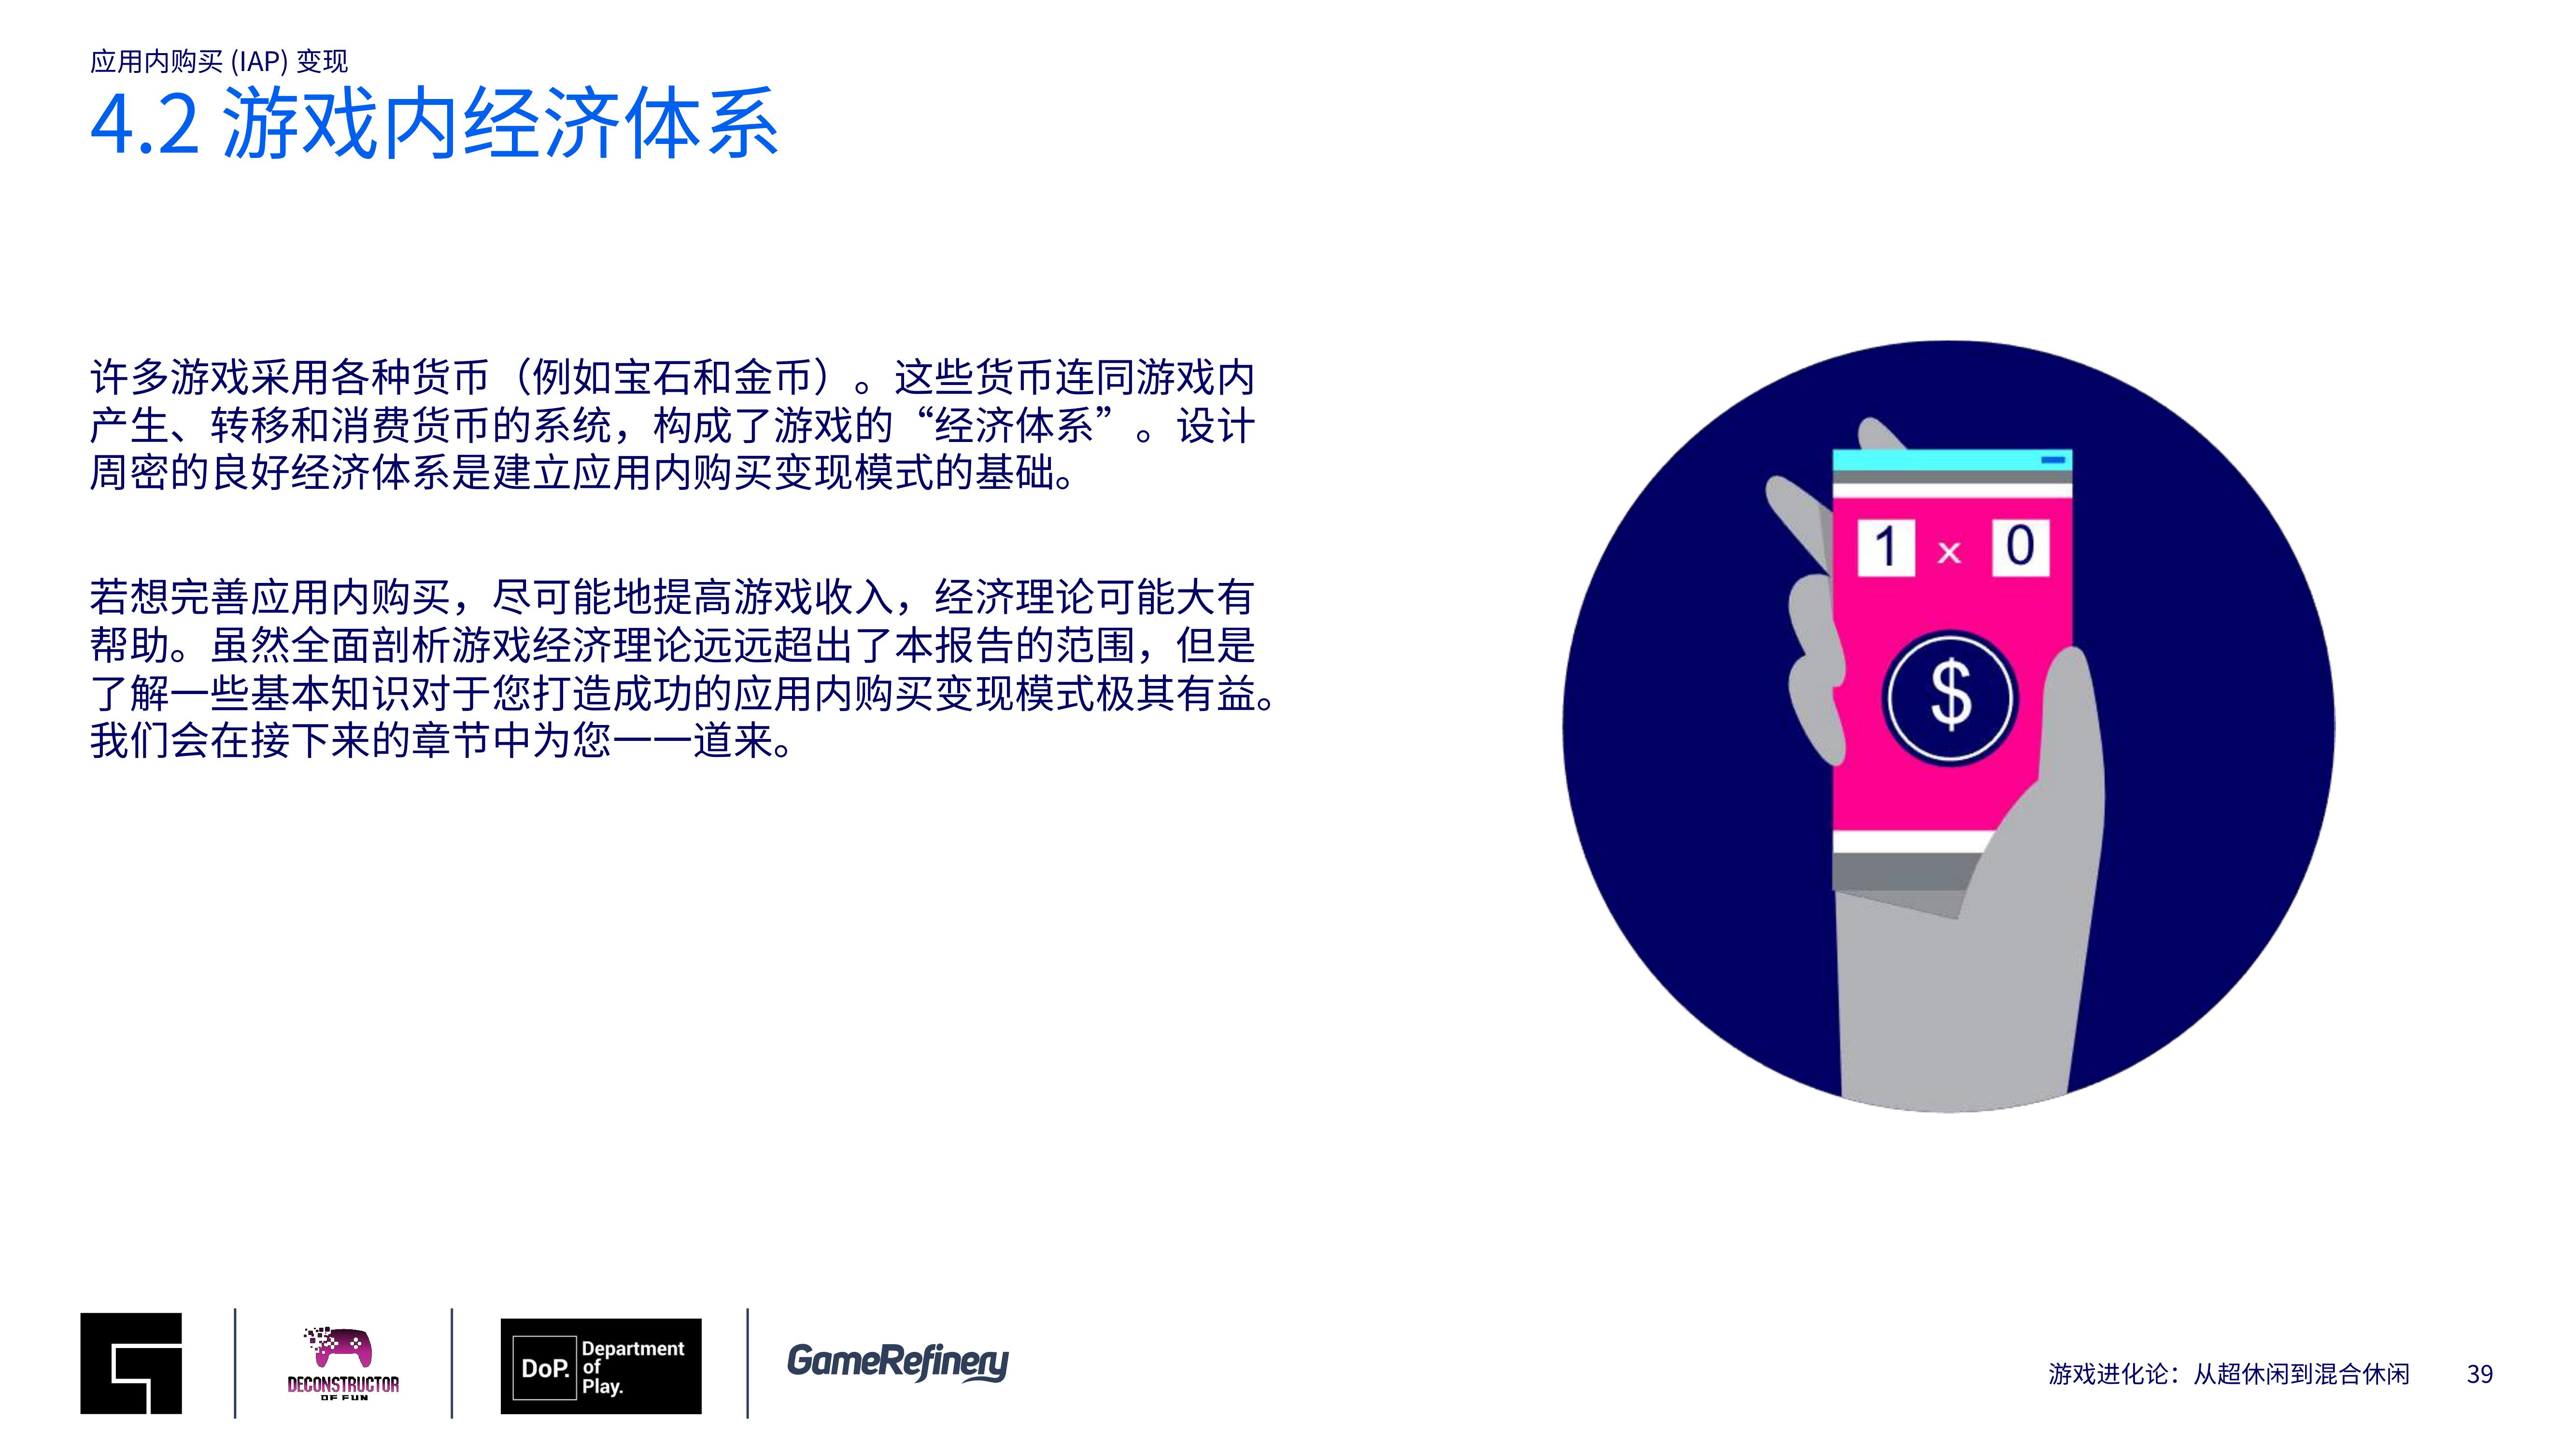 应用内购买 (IAP) 变现
4.2 游戏内经济体系
许多游戏采用各种货币（例如宝石和金币）。这些货币连同游戏内
产生、转移和消费货币的系统，构成了游戏的“经济体系”。设计
周密的良好经济体系是建立应用内购买变现模式的基础。
若想完善应用内购买，尽可能地提高游戏收入，经济理论可能大有
帮助。虽然全面剖析游戏经济理论远远超出了本报告的范围，但是
了解一些基本知识对于您打造成功的应用内购买变现模式极其有益。
我们会在接下来的章节中为您一一道来。
1 x 0
$
DECONSTRUCTOR
OF FUN
DoP.
Department
of
Play.
GameRefinery
游戏进化论：从超休闲到混合休闲 39